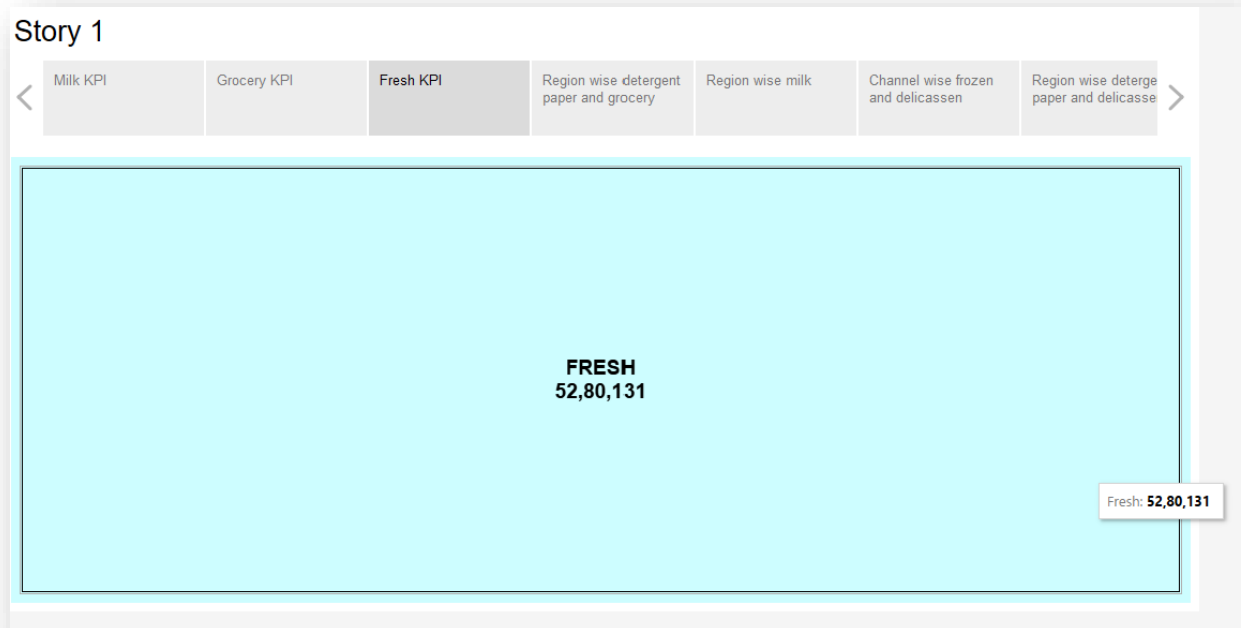 Story 1
Milk KPI
Grocery KPI
Fresh KPI
Region wise detergent
paper and grocery
Region wise milk
Channel wise frozen
and delicassen
Region wise deterge
paper and delicasse
FRESH
52,80,131
Fresh: 52,80,131